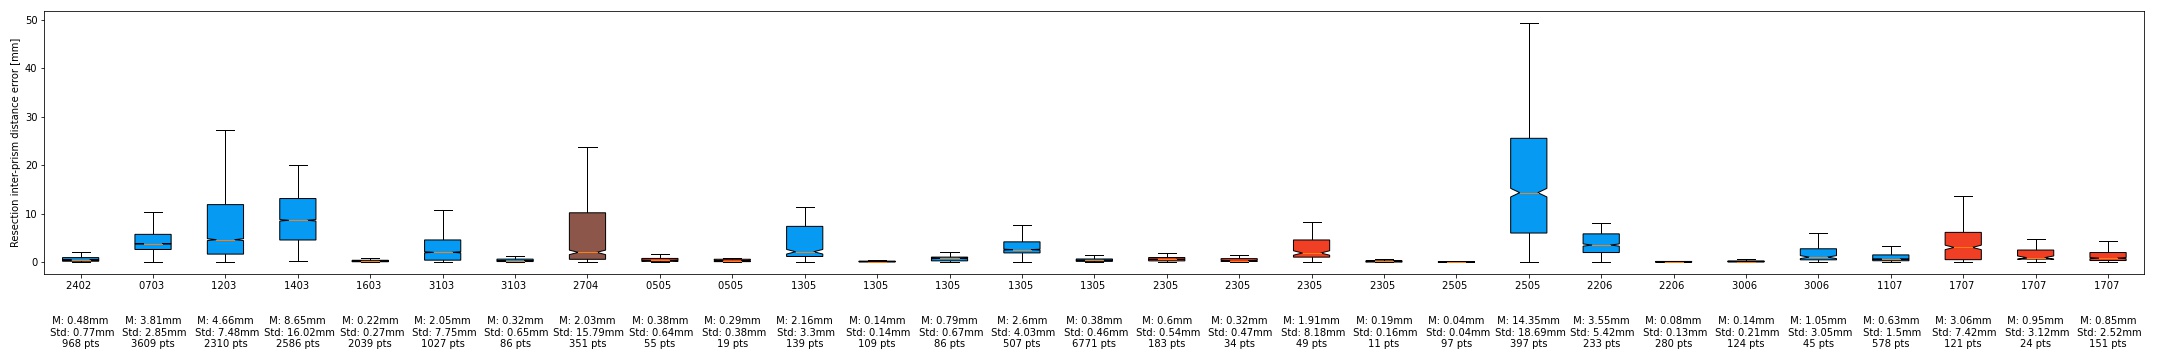 Resection inter-prism distance error [mm]
50
40
30
20
10
0
2402 0703 1203 1403 1603 3103 3103 2704 0505 0505 1305 1305 1305 1305 1305 2305 2305 2305 2305 2505 2505 2206 2206 3006 3006 1107 1707 1707 1707
M: 0.48mm M: 3.81mm M: 4.66mm M: 8.65mm M: 0.22mm M: 2.05mm M: 0.32mm M: 2.03mm M: 0.38mm M: 0.29mm M: 2.16mm M: 0.14mm M: 0.79mm M: 2.6mm M: 0.38mm M: 0.6mm M: 0.32mm M: 1.91mm M: 0.19mm M: 0.04mm M: 14.35mm M: 3.55mm M: 0.08mm M: 0.14mm M: 1.05mm M: 0.63mm M: 3.06mm M: 0.95mm M: 0.85mm
Std: 0.77mm Std: 2.85mm Std: 7.48mm Std: 16.02mm Std: 0.27mm Std: 7.75mm Std: 0.65mm Std: 15.79mm Std: 0.64mm Std: 0.38mm Std: 3.3mm Std: 0.14mm Std: 0.67mm Std: 4.03mm Std: 0.46mm Std: 0.54mm Std: 0.47mm Std: 8.18mm Std: 0.16mm Std: 0.04mm Std: 18.69mm Std: 5.42mm Std: 0.13mm Std: 0.21mm Std: 3.05mm Std: 1.5mm Std: 7.42mm Std: 3.12mm Std: 2.52mm
968 pts 3609 pts 2310 pts 2586 pts 2039 pts 1027 pts 86 pts 351 pts 55 pts 19 pts 139 pts 109 pts 86 pts 507 pts 6771 pts 183 pts 34 pts 49 pts 11 pts 97 pts 397 pts 233 pts 280 pts 124 pts 45 pts 578 pts 121 pts 24 pts 151 pts